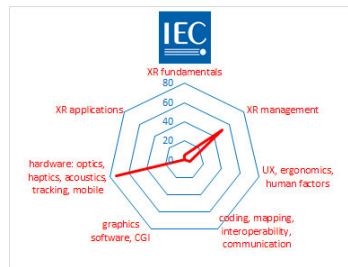 IEC
XR fundamentals
80
60
40
20
0
XR applications
XR management
hardware: optics,
haptics, acoustics,
tracking, mobile
UX, ergonomics,
human factors
graphics
software, CGI
coding, mapping,
interoperability,
communication